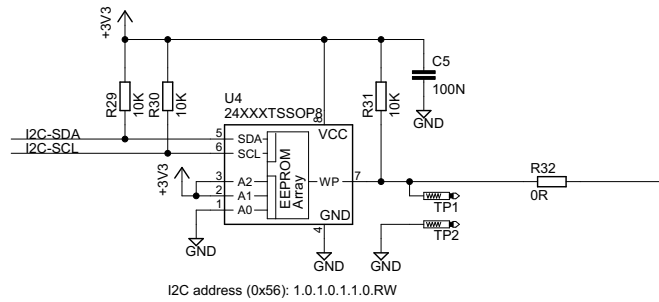 +3V3
C5
100N
GND
R29
10K
R30
10K
R31
10K
U4
24XXXTSSOP8
I2C-SDA
I2C-SCL
5
SDA
6
SCL
8
VCC
+3V3
3
A2
2
A1
1
A0
EEPROM
Array
WP
7
GND
4
R32
0R
TP1
TP2
GND
GND
GND
I2C address (0x56): 1.0.1.0.1.1.0.RW